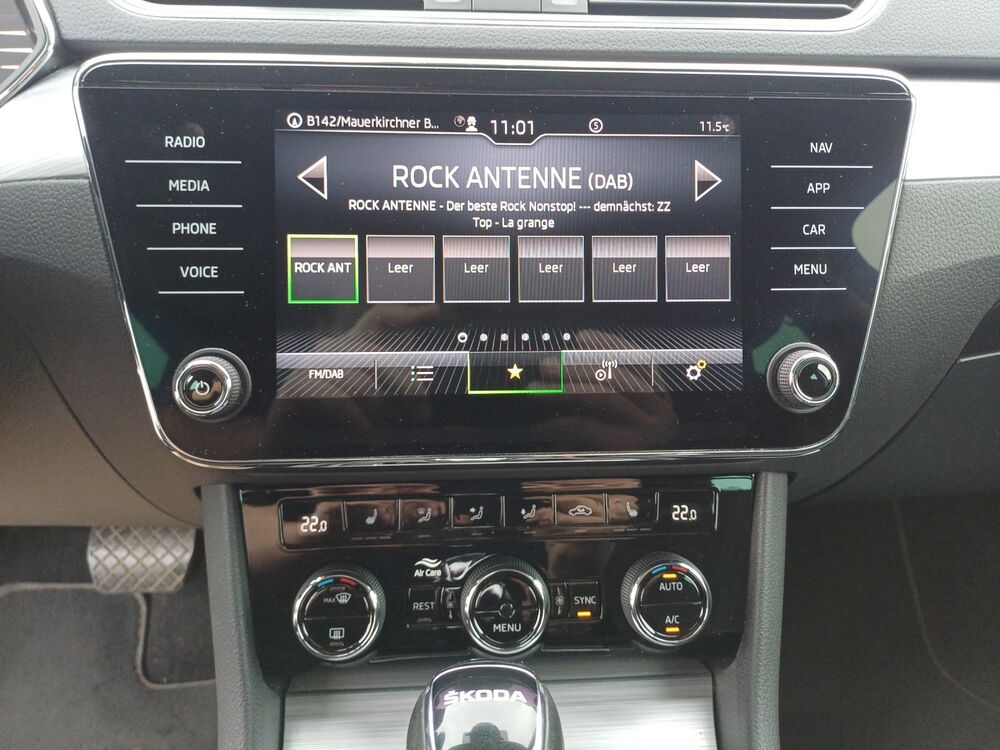 B142/Mauerkirchner B...
11:01
S
11.5°C
RADIO
MEDIA
PHONE
VOICE
ROCK ANTENNE (DAB)
ROCK ANTENNE - Der beste Rock Nonstop! --- demnächst: ZZ
Top - La grange
ROCK ANT
Leer
Leer
Leer
Leer
Leer
FM/DAB
NAV
APP
CAR
MENU
22.0
22.0
Air Care
MAX
REST
MENU
SYNC
AUTO
A/C
ŠKODA